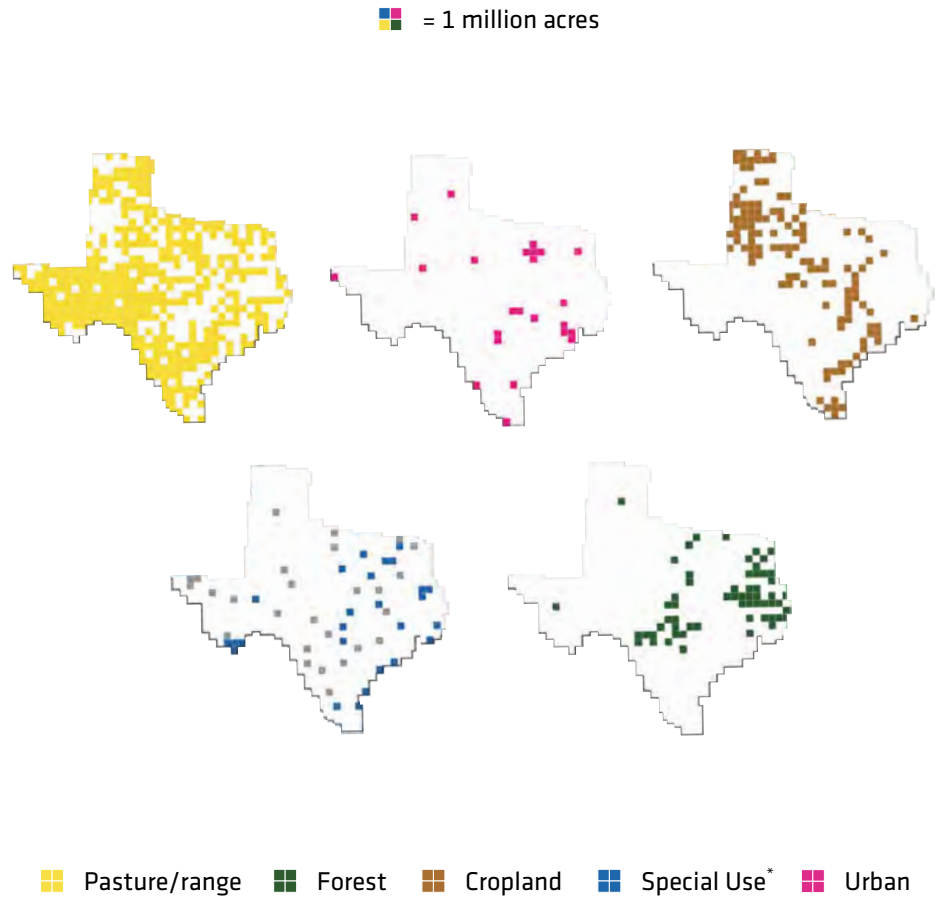 = 1 million acres
Pasture/range Forest Cropland Special Use* Urban